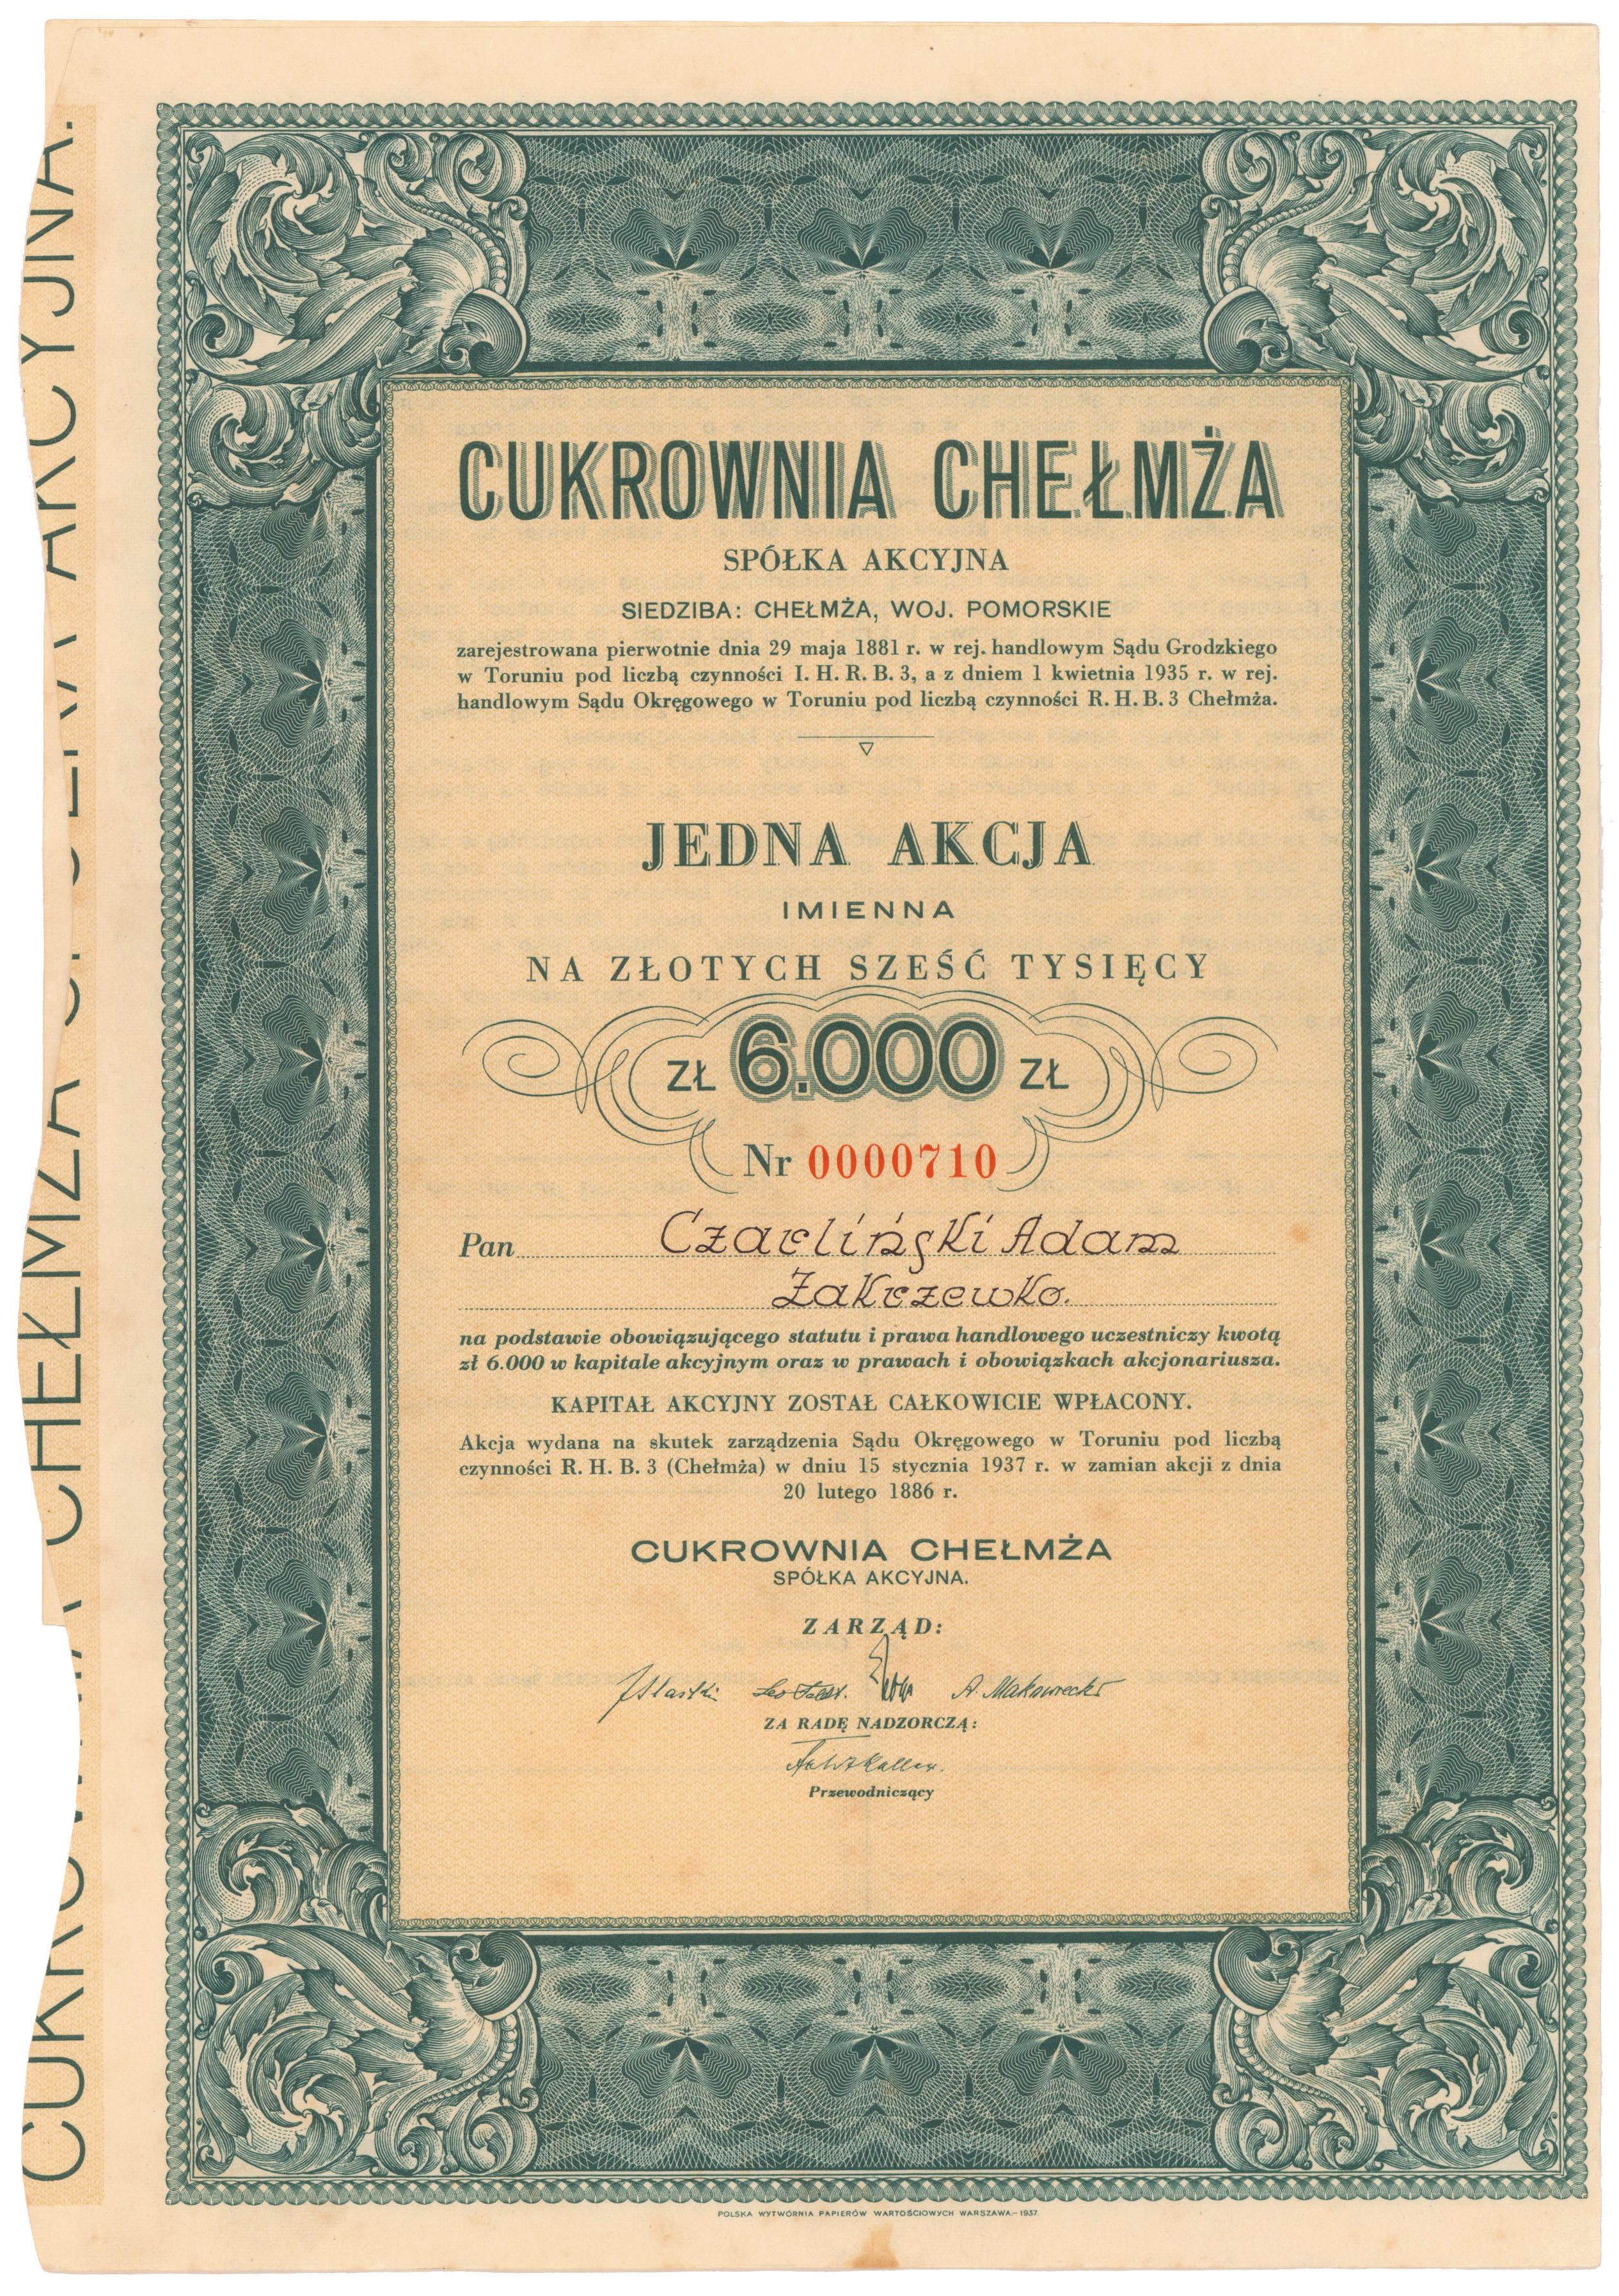 CUKROWNIA CHEŁMŻA
SPÓŁKA AKCYJNA
SIEDZIBA: CHEŁMŻA, WOJ. POMORSKIE
zarejestrowana pierwotnie dnia 29 maja 1881 r. w rej. handlowym Sądu Grodzkiego
w Toruniu pod liczbą czynności I. H. R. B. 3, a z dniem 1 kwietnia 1935 r. w rej.
handlowym Sądu Okręgowego w Toruniu pod liczbą czynności R. H. B. 3 Chełmża.
JEDNA AKCJA
IMIENNA
NA ZŁOTYCH SZEŚĆ TYSIĘCY
ZŁ 6.000 ZŁ
Nr 0000710
Pan Czarliński Adam
Zakrzewko.
na podstawie obowiązującego statutu i prawa handlowego uczestniczy kwotą
zł 6.000 w kapitale akcyjnym oraz w prawach i obowiązkach akcjonariusza.
KAPITAŁ AKCYJNY ZOSTAŁ CAŁKOWICIE WPŁACONY.
Akcja wydana na skutek zarządzenia Sądu Okręgowego w Toruniu pod liczbą
czynności R. H. B. 3 (Chełmża) w dniu 15 stycznia 1937 r. w zamian akcji z dnia
20 lutego 1886 r.
CUKROWNIA CHEŁMŻA
SPÓŁKA AKCYJNA.
ZARZĄD:
A. Makowiecki
ZA RADĘ NADZORCZĄ:
Przewodniczący
POLSKA WYTWÓRNIA PAPIERÓW WARTOŚCIOWYCH WARSZAWA.—1937.
CUKROWNIA CHEŁMŻA SPÓŁKA AKCYJNA.